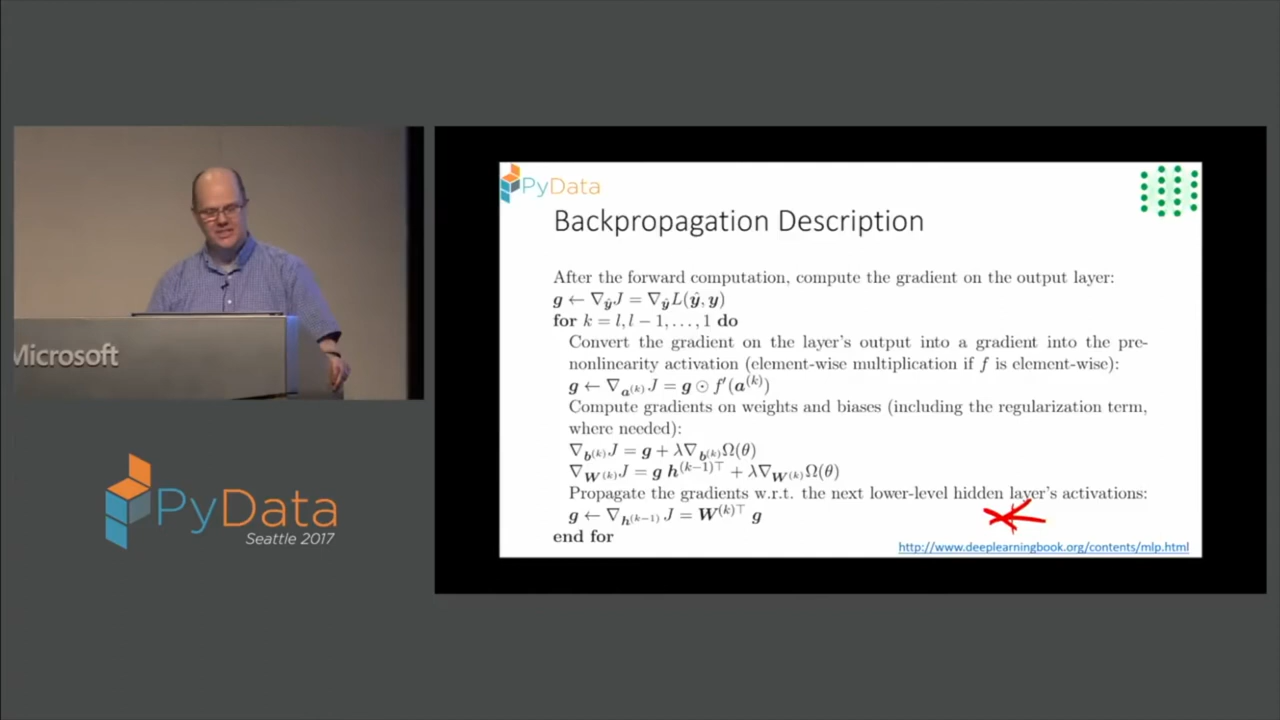 Microsoft
PyData
Seattle 2017
PyData
Backpropagation Description
After the forward computation, compute the gradient on the output layer:
g ← ∇_ŷ J = ∇_ŷ L(ŷ, y)
for k = l, l − 1, . . . , 1 do
Convert the gradient on the layer's output into a gradient into the pre-
nonlinearity activation (element-wise multiplication if f is element-wise):
g ← ∇_{a^{(k)}} J = g ⊙ f′(a^{(k)})
Compute gradients on weights and biases (including the regularization term,
where needed):
∇_{b^{(k)}} J = g + λ∇_{b^{(k)}} Ω(θ)
∇_{W^{(k)}} J = g h^{(k−1)⊤} + λ∇_{W^{(k)}} Ω(θ)
Propagate the gradients w.r.t. the next lower-level hidden layer's activations:
g ← ∇_{h^{(k−1)}} J = W^{(k)⊤} g
end for
http://www.deeplearningbook.org/contents/mlp.html